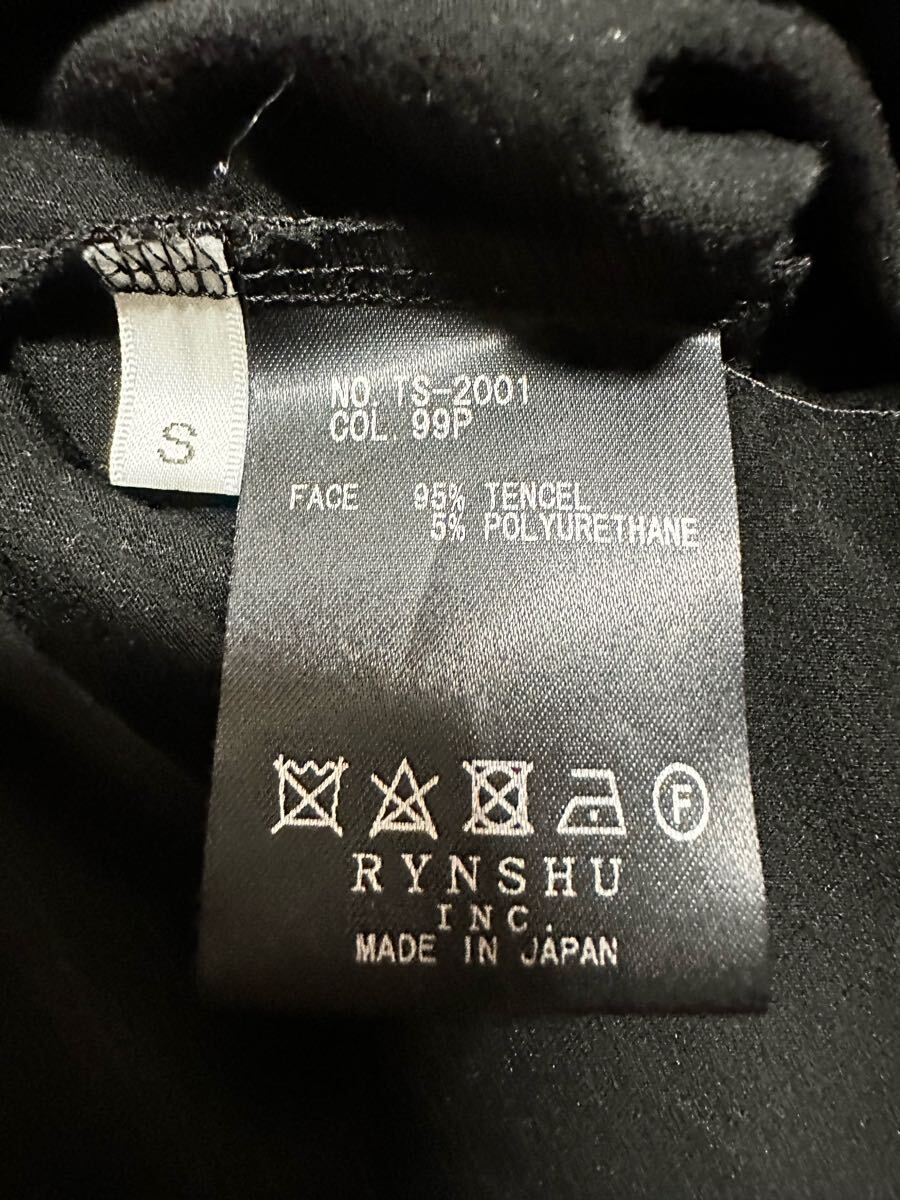 S
NO. TS-2001
COL. 99P
FACE 95% TENCEL
5% POLYURETHANE
F
RYNSHU
INC.
MADE IN JAPAN